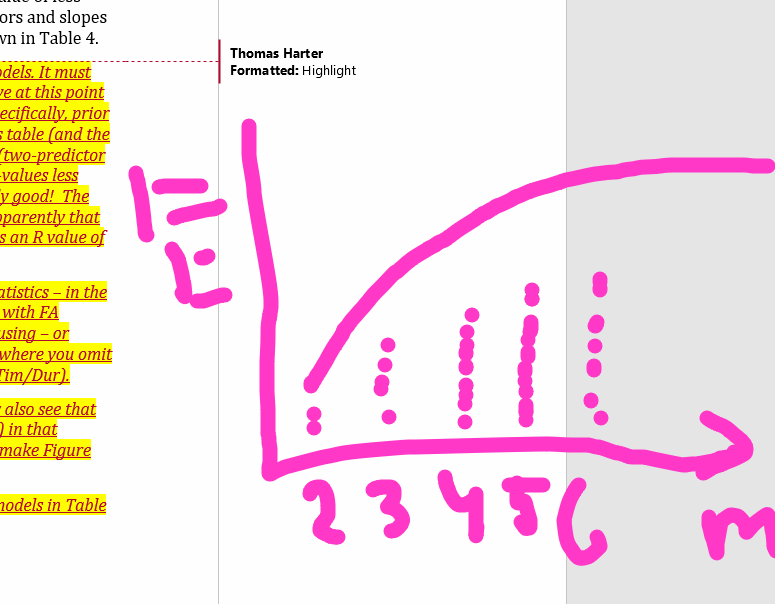 value of less
ors and slopes
wn in Table 4.
odels. It must
ve at this point
ecifically, prior
s table (and the
(two-predictor
-values less
ly good!  The
pparently that
s an R value of
atistics – in the
with FA
using – or
where you omit
Tim/Dur).
also see that
) in that
make Figure
models in Table
Thomas Harter
Formatted: Highlight
2 3 4 5 6 m